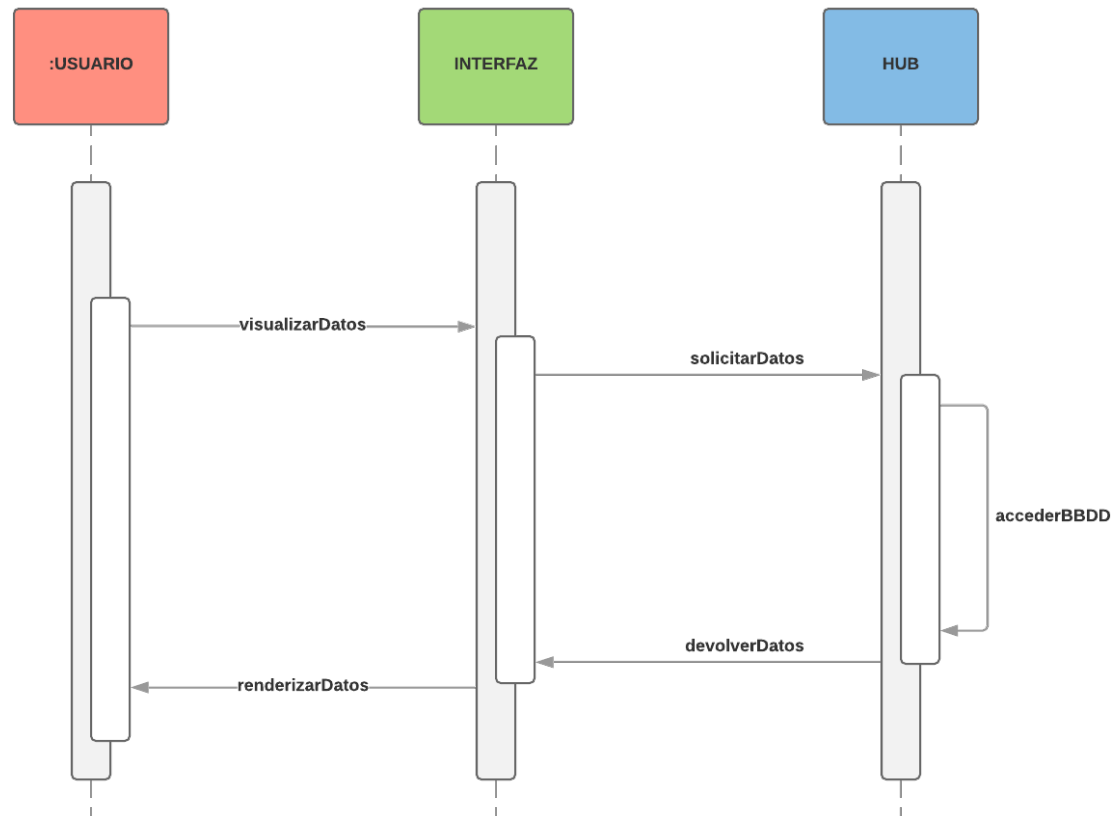 :USUARIO
INTERFAZ
HUB
visualizarDatos
solicitarDatos
accederBBDD
devolverDatos
renderizarDatos